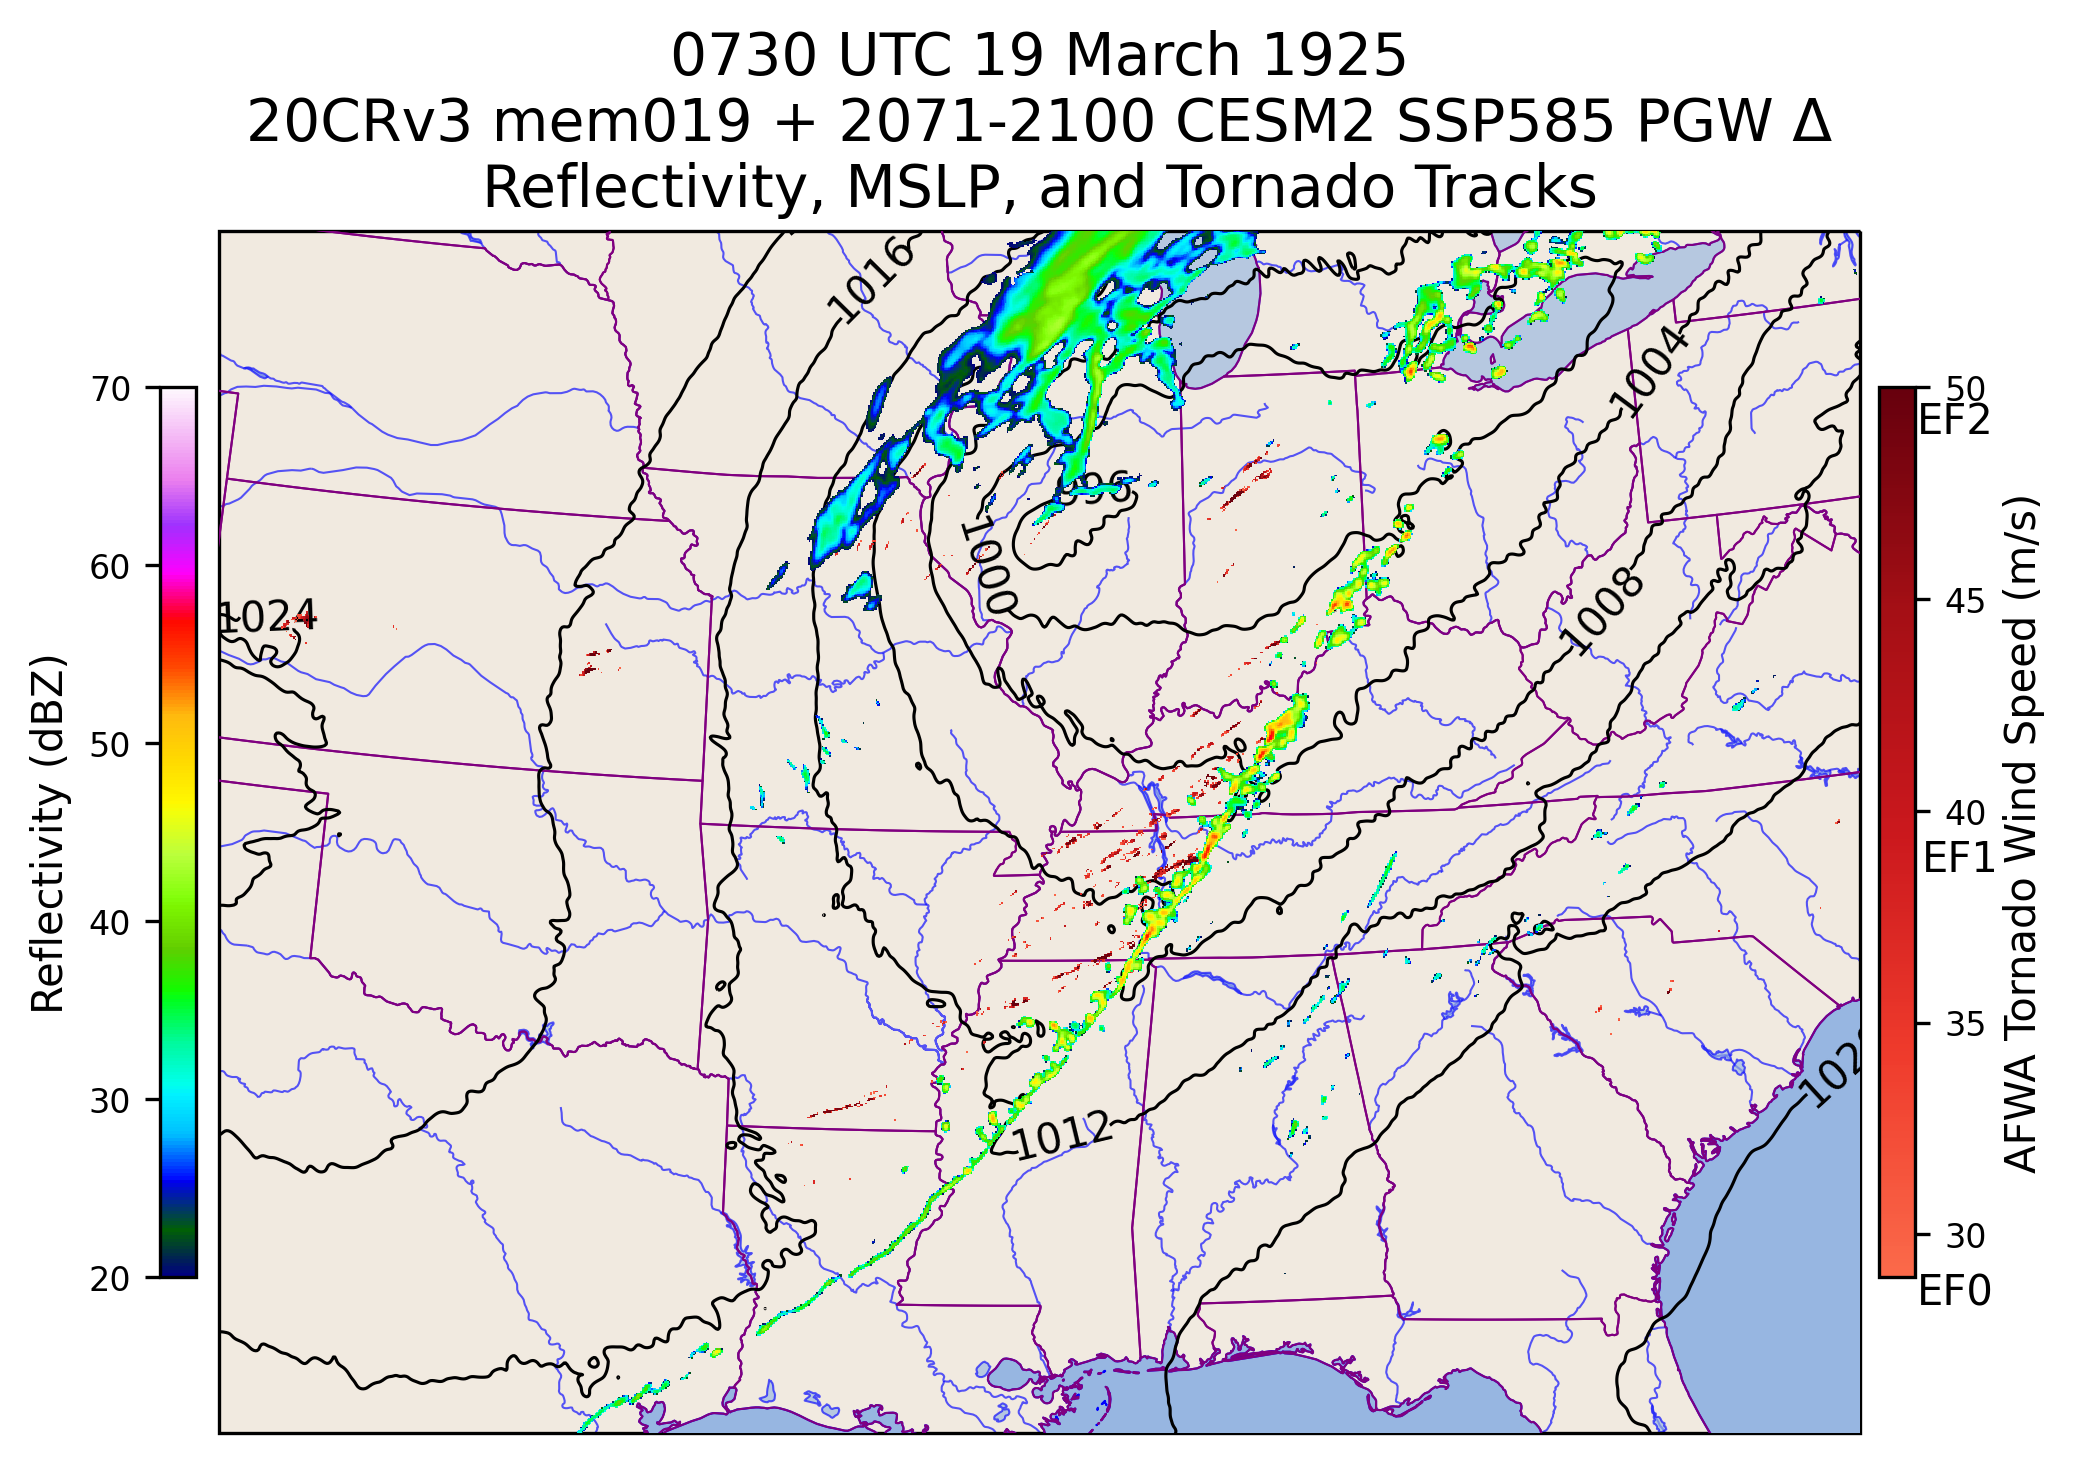 0730 UTC 19 March 1925
20CRv3 mem019 + 2071-2100 CESM2 SSP585 PGW Δ
Reflectivity, MSLP, and Tornado Tracks
Reflectivity (dBZ)
70
60
50
40
30
20
1016
1004
996
1000
1024
1008
1012
50
EF2
45
40
EF1
35
30
EF0
AFWA Tornado Wind Speed (m/s)